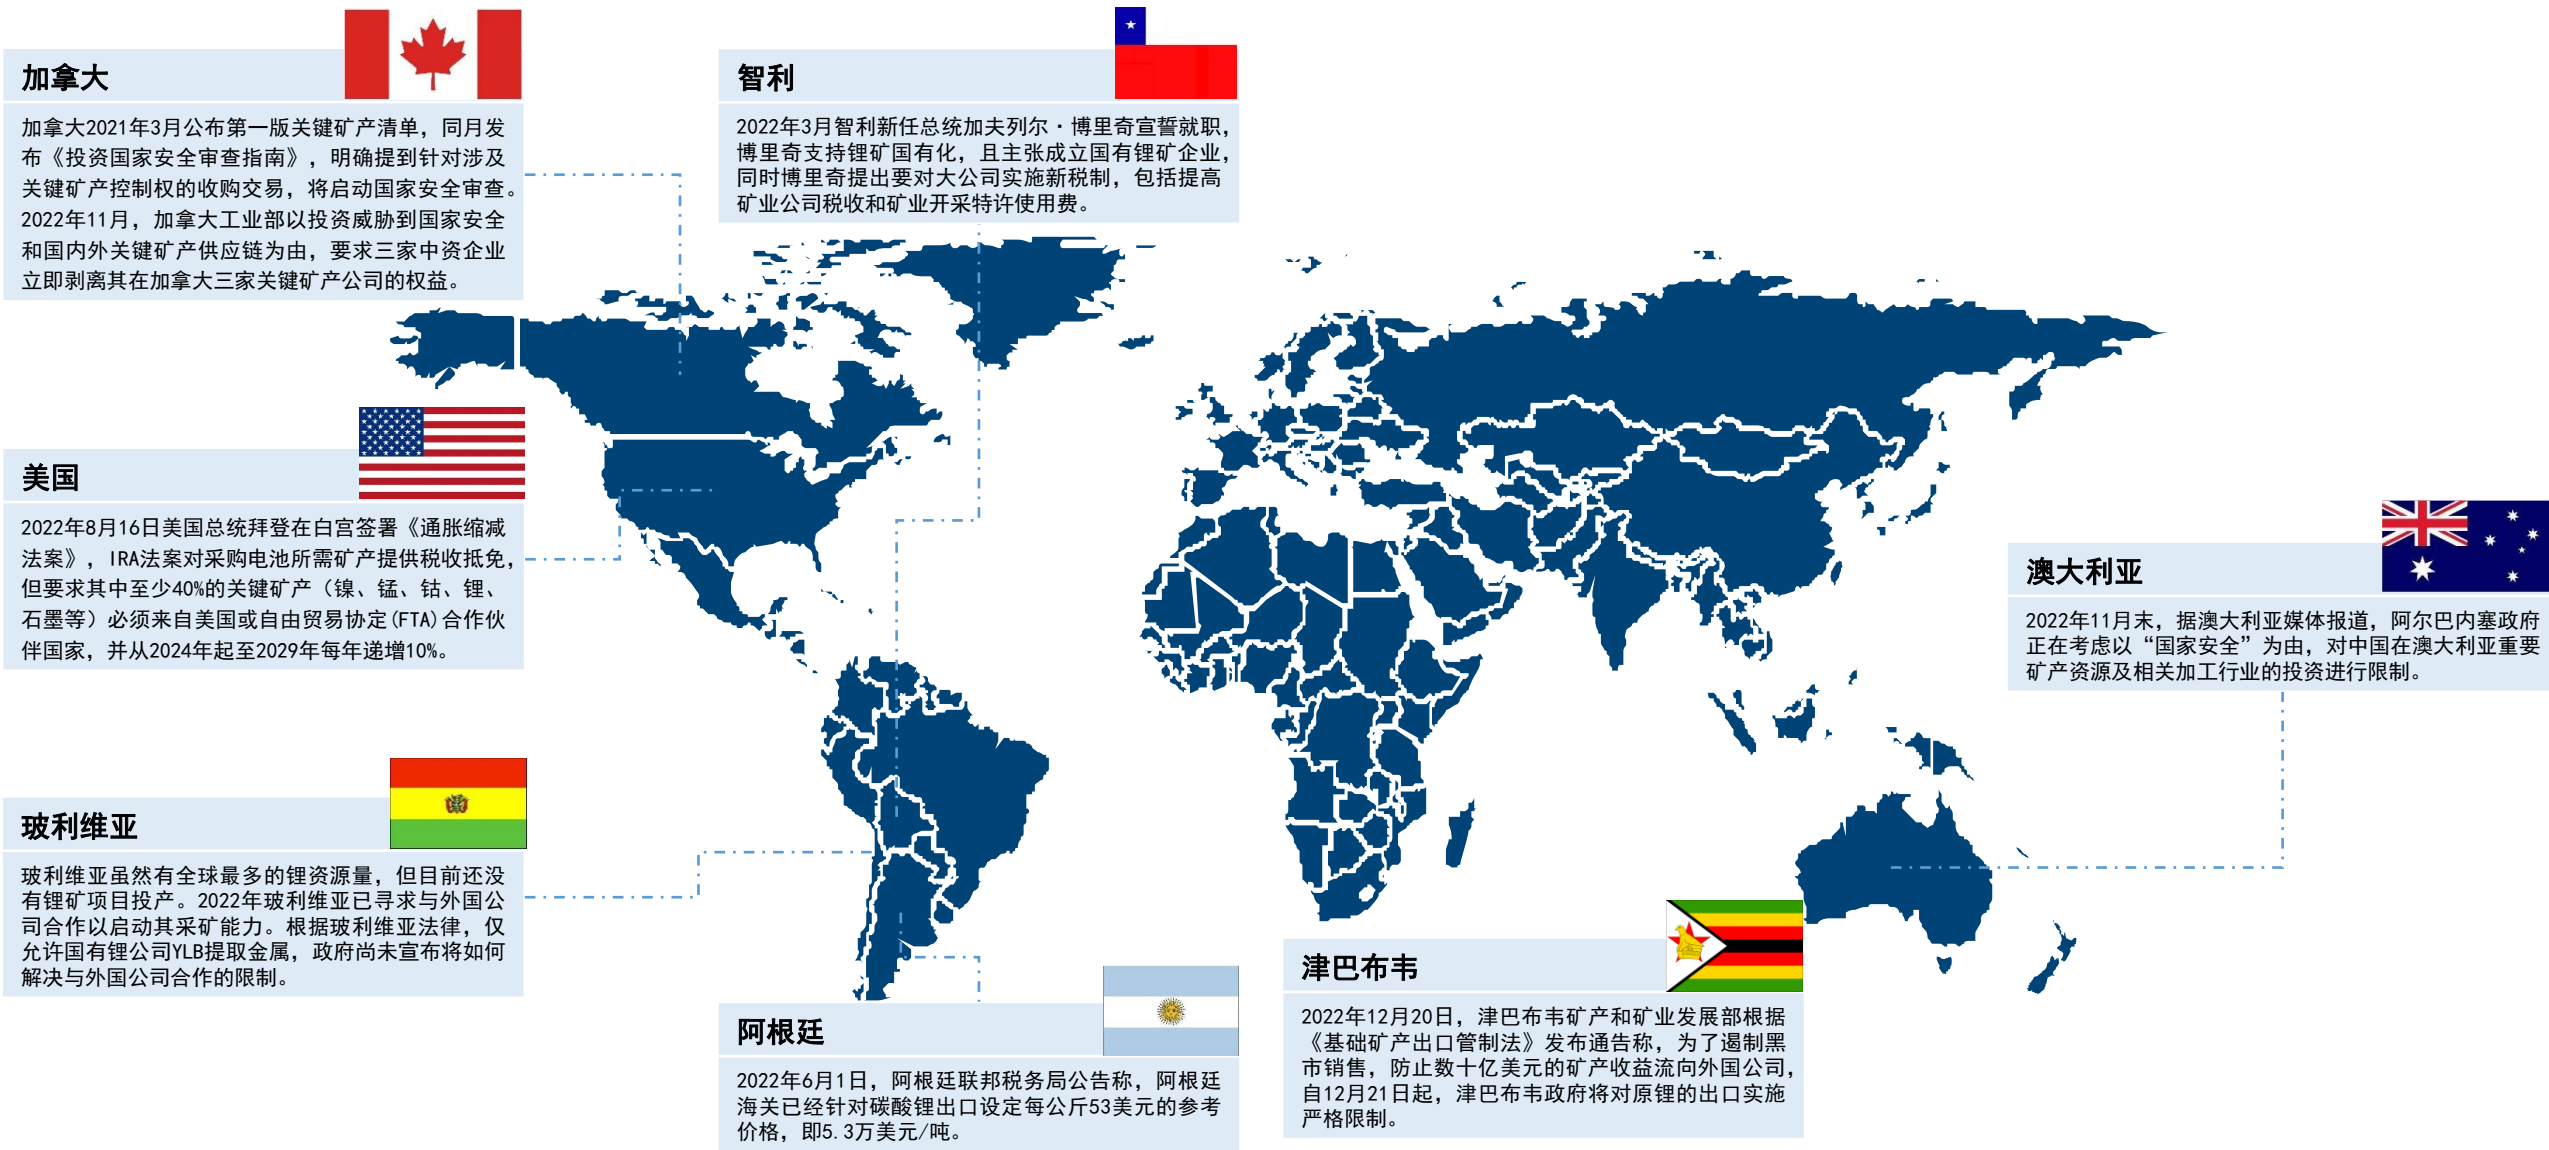 加拿大
加拿大2021年3月公布第一版关键矿产清单，同月发
布《投资国家安全审查指南》，明确提到针对涉及
关键矿产控制权的收购交易，将启动国家安全审查。
2022年11月，加拿大工业部以投资威胁到国家安全
和国内外关键矿产供应链为由，要求三家中资企业
立即剥离其在加拿大三家关键矿产公司的权益。
智利
2022年3月智利新任总统加夫列尔·博里奇宣誓就职，
博里奇支持锂矿国有化，且主张成立国有锂矿企业，
同时博里奇提出要对大公司实施新税制，包括提高
矿业公司税收和矿业开采特许使用费。
美国
2022年8月16日美国总统拜登在白宫签署《通胀缩减
法案》，IRA法案对采购电池所需矿产提供税收抵免，
但要求其中至少40%的关键矿产（镍、锰、钴、锂、
石墨等）必须来自美国或自由贸易协定(FTA)合作伙
伴国家，并从2024年起至2029年每年递增10%。
澳大利亚
2022年11月末，据澳大利亚媒体报道，阿尔巴内塞政府
正在考虑以“国家安全”为由，对中国在澳大利亚重要
矿产资源及相关加工行业的投资进行限制。
玻利维亚
玻利维亚虽然有全球最多的锂资源量，但目前还没
有锂矿项目投产。2022年玻利维亚已寻求与外国公
司合作以启动其采矿能力。根据玻利维亚法律，仅
允许国有锂公司YLB提取金属，政府尚未宣布将如何
解决与外国公司合作的限制。
阿根廷
2022年6月1日，阿根廷联邦税务局公告称，阿根廷
海关已经针对碳酸锂出口设定每公斤53美元的参考
价格，即5.3万美元/吨。
津巴布韦
2022年12月20日，津巴布韦矿产和矿业发展部根据
《基础矿产出口管制法》发布通告称，为了遏制黑
市销售，防止数十亿美元的矿产收益流向外国公司，
自12月21日起，津巴布韦政府将对原锂的出口实施
严格限制。